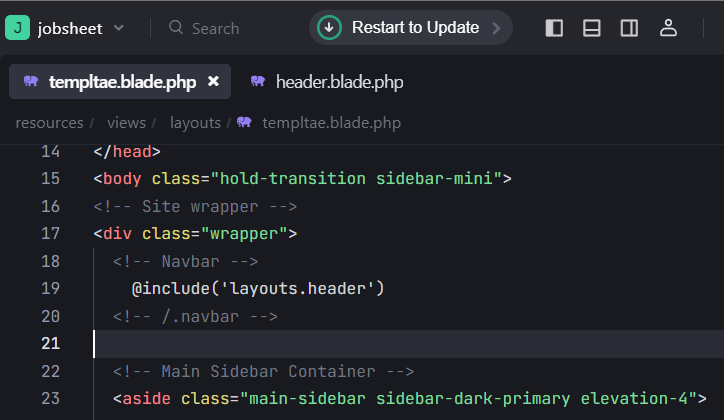 J jobsheet Search Restart to Update
templtae.blade.php header.blade.php
resources / views / layouts / templtae.blade.php
14 </head>
15 <body class="hold-transition sidebar-mini">
16 <!-- Site wrapper -->
17 <div class="wrapper">
18 <!-- Navbar -->
19 @include('layouts.header')
20 <!-- /.navbar -->
21
22 <!-- Main Sidebar Container -->
23 <aside class="main-sidebar sidebar-dark-primary elevation-4">